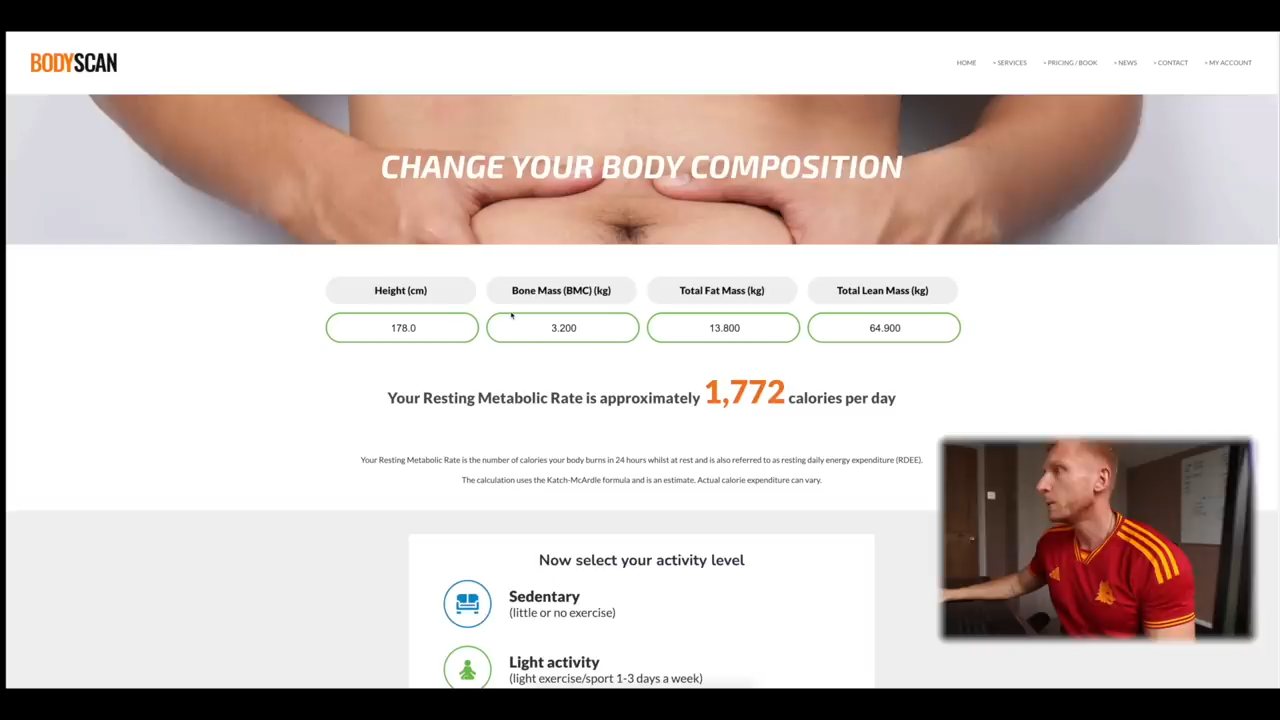 BODYSCAN
HOME
> SERVICES
> PRICING / BOOK
> NEWS
> CONTACT
> MY ACCOUNT
CHANGE YOUR BODY COMPOSITION
Height (cm)
Bone Mass (BMC) (kg)
Total Fat Mass (kg)
Total Lean Mass (kg)
178.0
3.200
13.800
64.900
Your Resting Metabolic Rate is approximately 1,772 calories per day
Your Resting Metabolic Rate is the number of calories your body burns in 24 hours whilst at rest and is also referred to as resting daily energy expenditure (RDEE).
The calculation uses the Katch-McArdle formula and is an estimate. Actual calorie expenditure can vary.
Now select your activity level
Sedentary
(little or no exercise)
Light activity
(light exercise/sport 1-3 days a week)